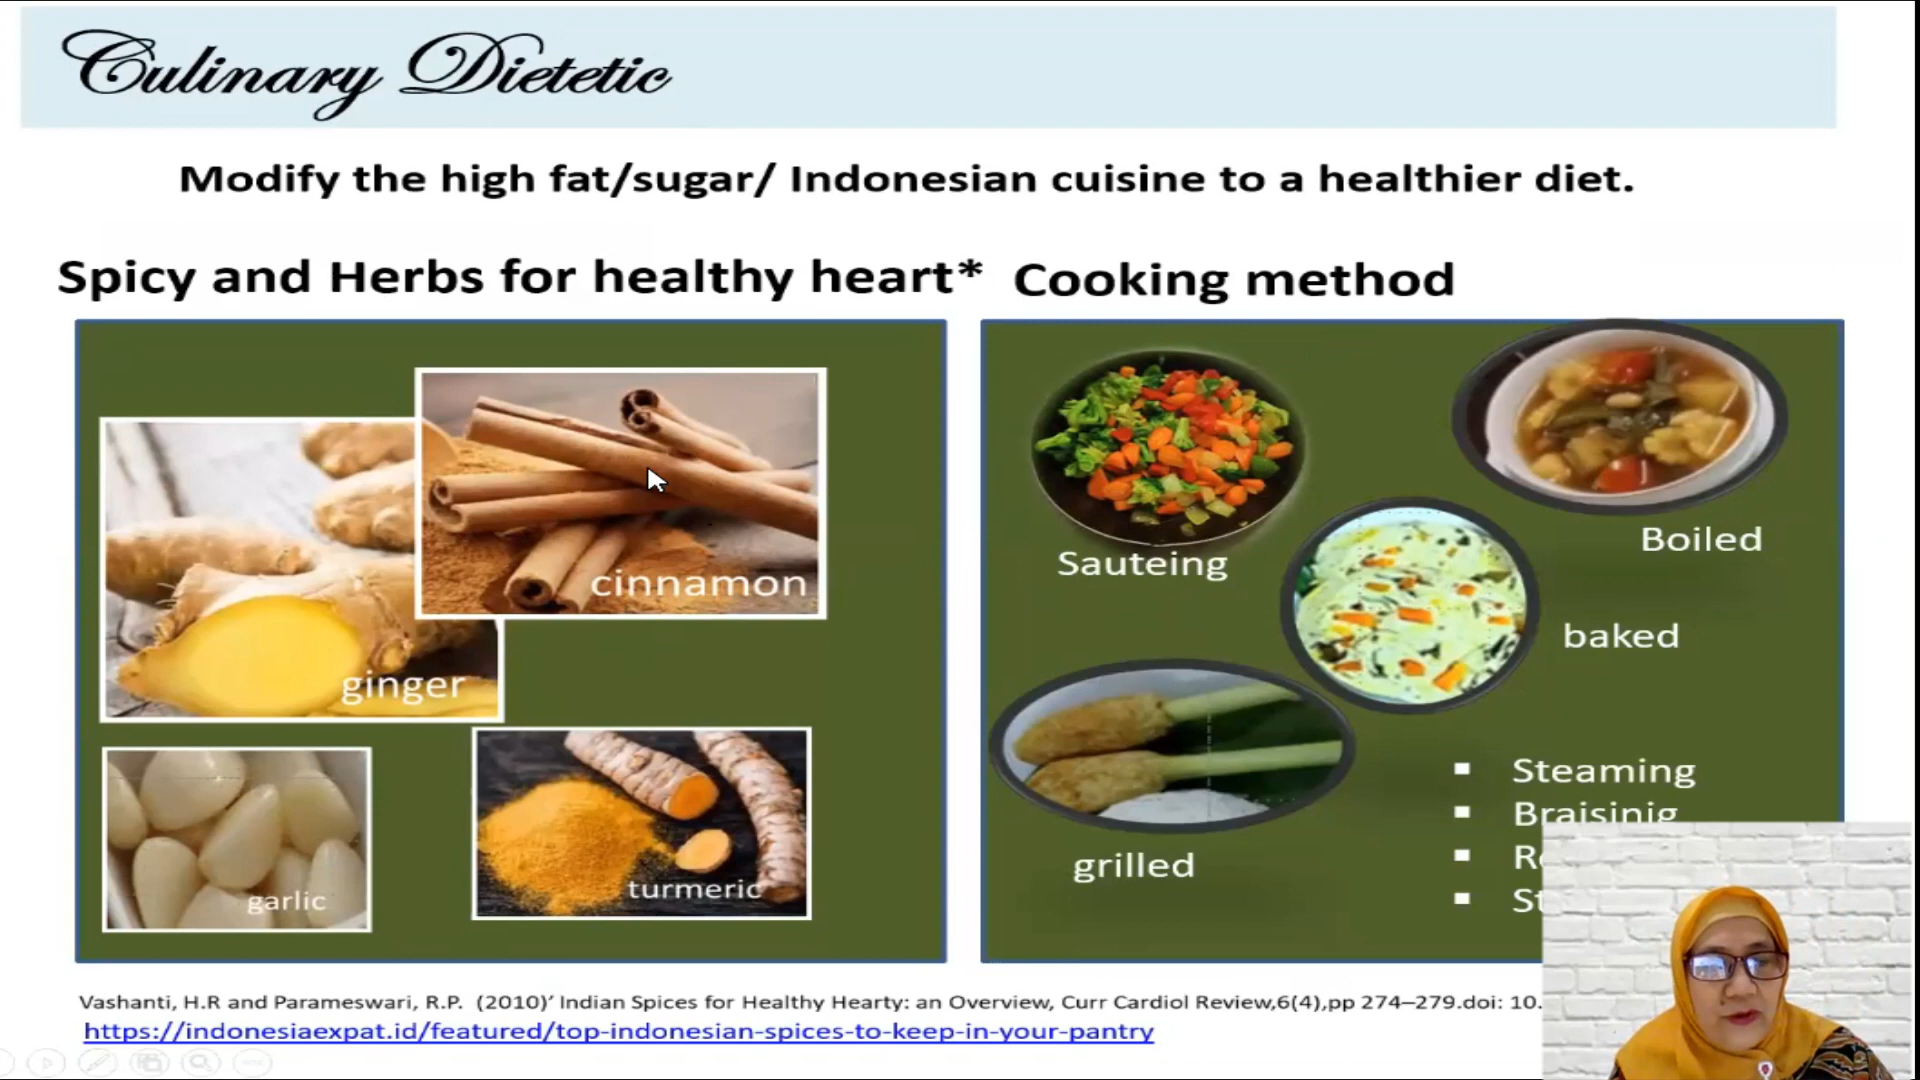 Culinary Dietetic
Modify the high fat/sugar/ Indonesian cuisine to a healthier diet.
Spicy and Herbs for healthy heart*
Cooking method
cinnamon
ginger
garlic
turmeric
Sauteing
Boiled
baked
grilled
▪ Steaming
▪ Braisinig
Vashanti, H.R and Parameswari, R.P. (2010)’ Indian Spices for Healthy Hearty: an Overview, Curr Cardiol Review,6(4),pp 274–279.doi: 10.
https://indonesiaexpat.id/featured/top-indonesian-spices-to-keep-in-your-pantry